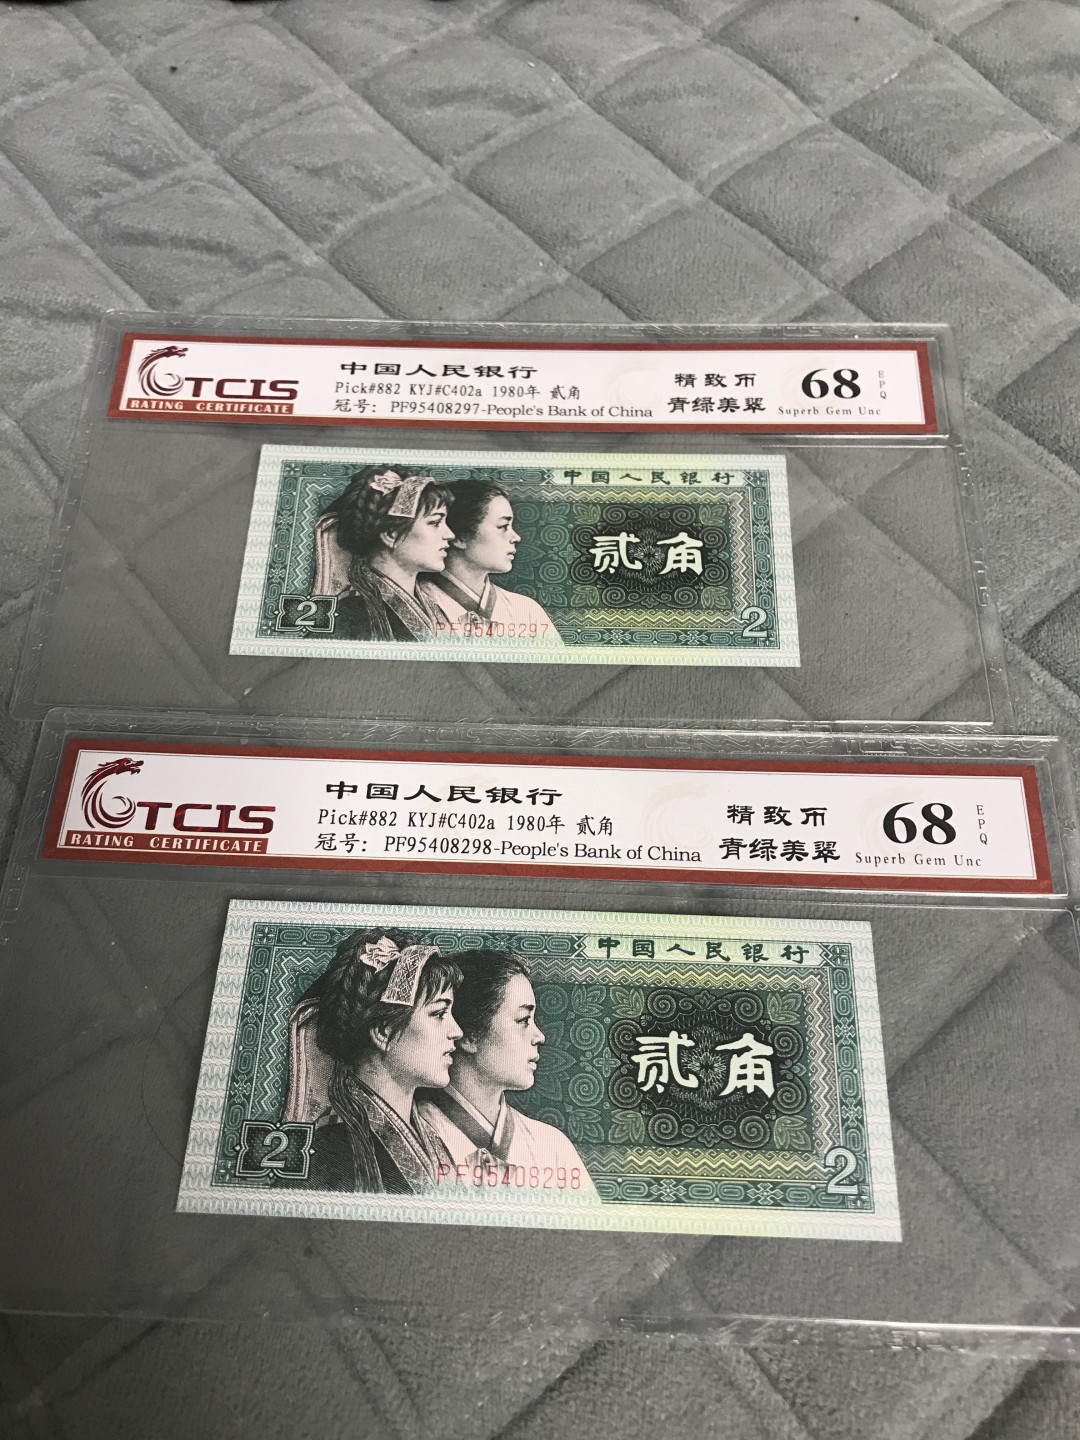 TCIS
RATING CERTIFICATE
中国人民银行
Pick#882 KYJ#C402a 1980年 贰角
冠号: PF95408297-People's Bank of China
精致币
青绿美翠
68
EPQ
Superb Gem Unc
中国人民银行
贰角
2
PF95408297
2
TCIS
RATING CERTIFICATE
中国人民银行
Pick#882 KYJ#C402a 1980年 贰角
冠号: PF95408298-People's Bank of China
精致币
青绿美翠
68
EPQ
Superb Gem Unc
中国人民银行
贰角
2
PF95408298
2